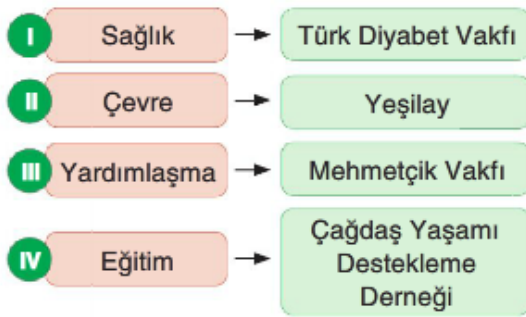 I Sağlık Türk Diyabet Vakfı
II Çevre Yeşilay
III Yardımlaşma Mehmetçik Vakfı
IV Eğitim Çağdaş Yaşamı
Destekleme
Derneği